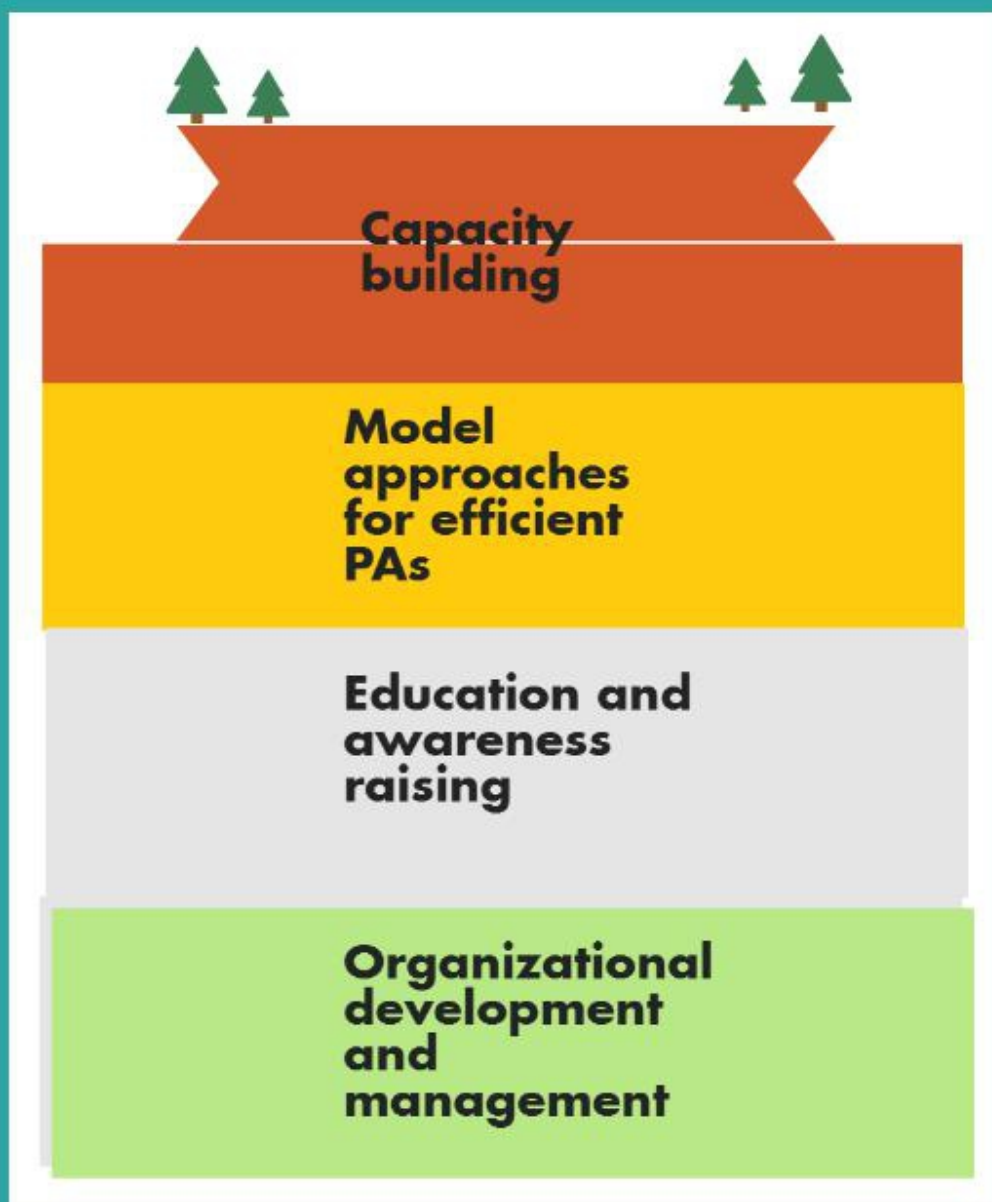 Capacity
building
Model
approaches
for efficient
PAs
Education and
awareness
raising
Organizational
development
and
management